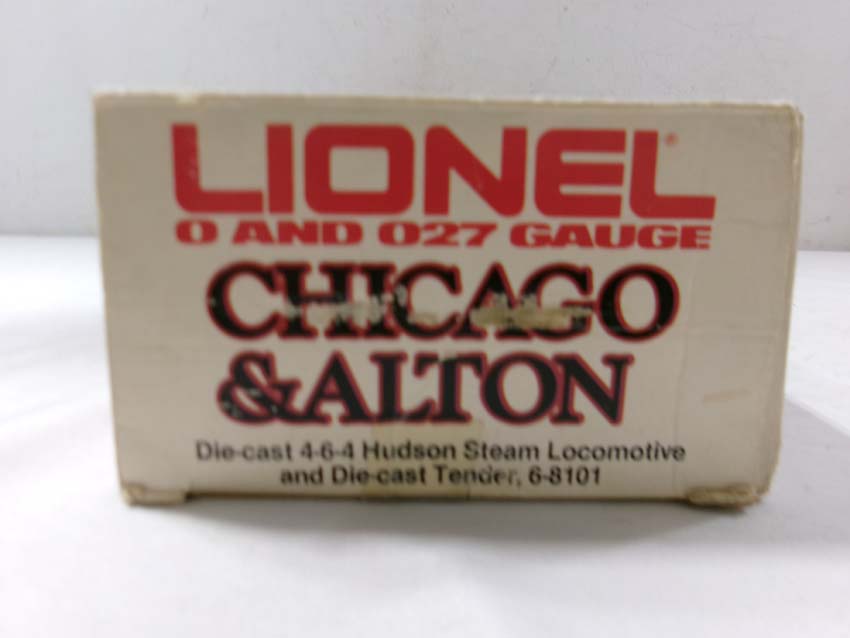 LIONEL®
O AND O27 GAUGE
CHICAGO
&ALTON
Die-cast 4-6-4 Hudson Steam Locomotive
and Die-cast Tender, 6-8101